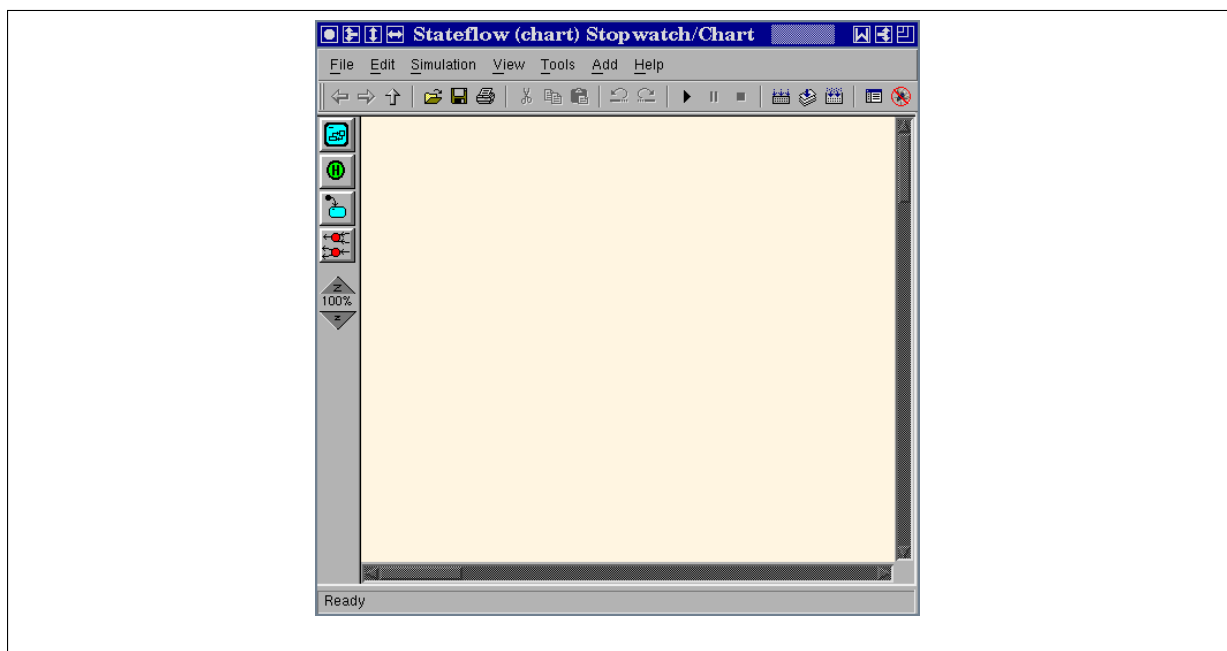 Stateflow (chart) Stopwatch/Chart
File Edit Simulation View Tools Add Help
H
Z
100%
z
Ready